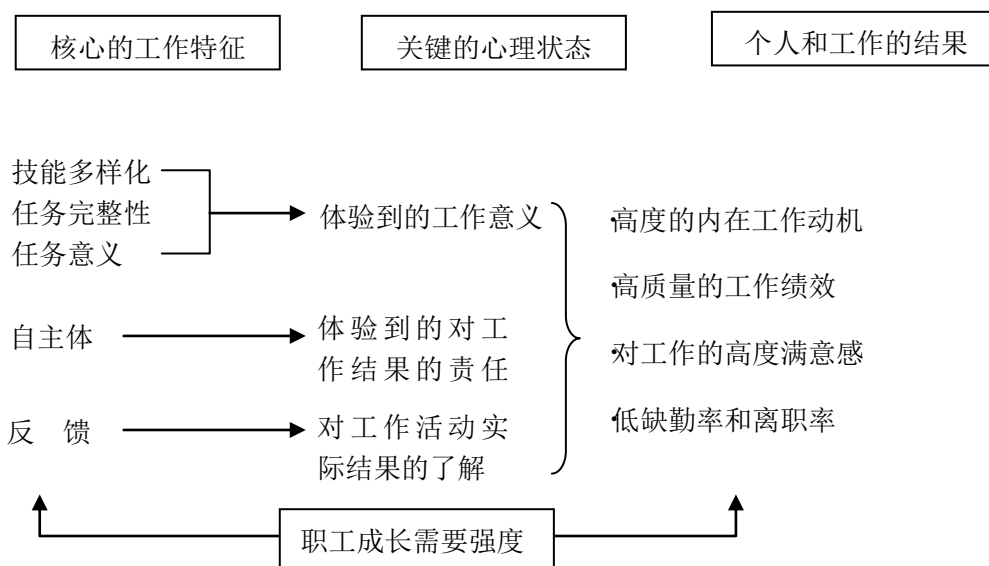 核心的工作特征
关键的心理状态
个人和工作的结果
技能多样化
任务完整性
任务意义
体验到的工作意义
自主体
体验到的对工
作结果的责任
反 馈
对工作活动实
际结果的了解
·高度的内在工作动机
·高质量的工作绩效
·对工作的高度满意感
·低缺勤率和离职率
职工成长需要强度